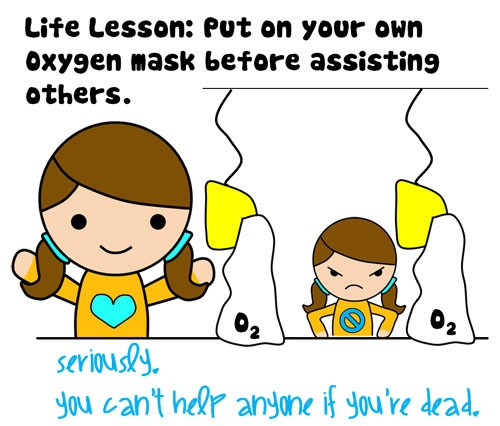 Life Lesson: Put on your own
Oxygen mask before assisting
others.
O2
O2
seriously.
you can't help anyone if you're dead.